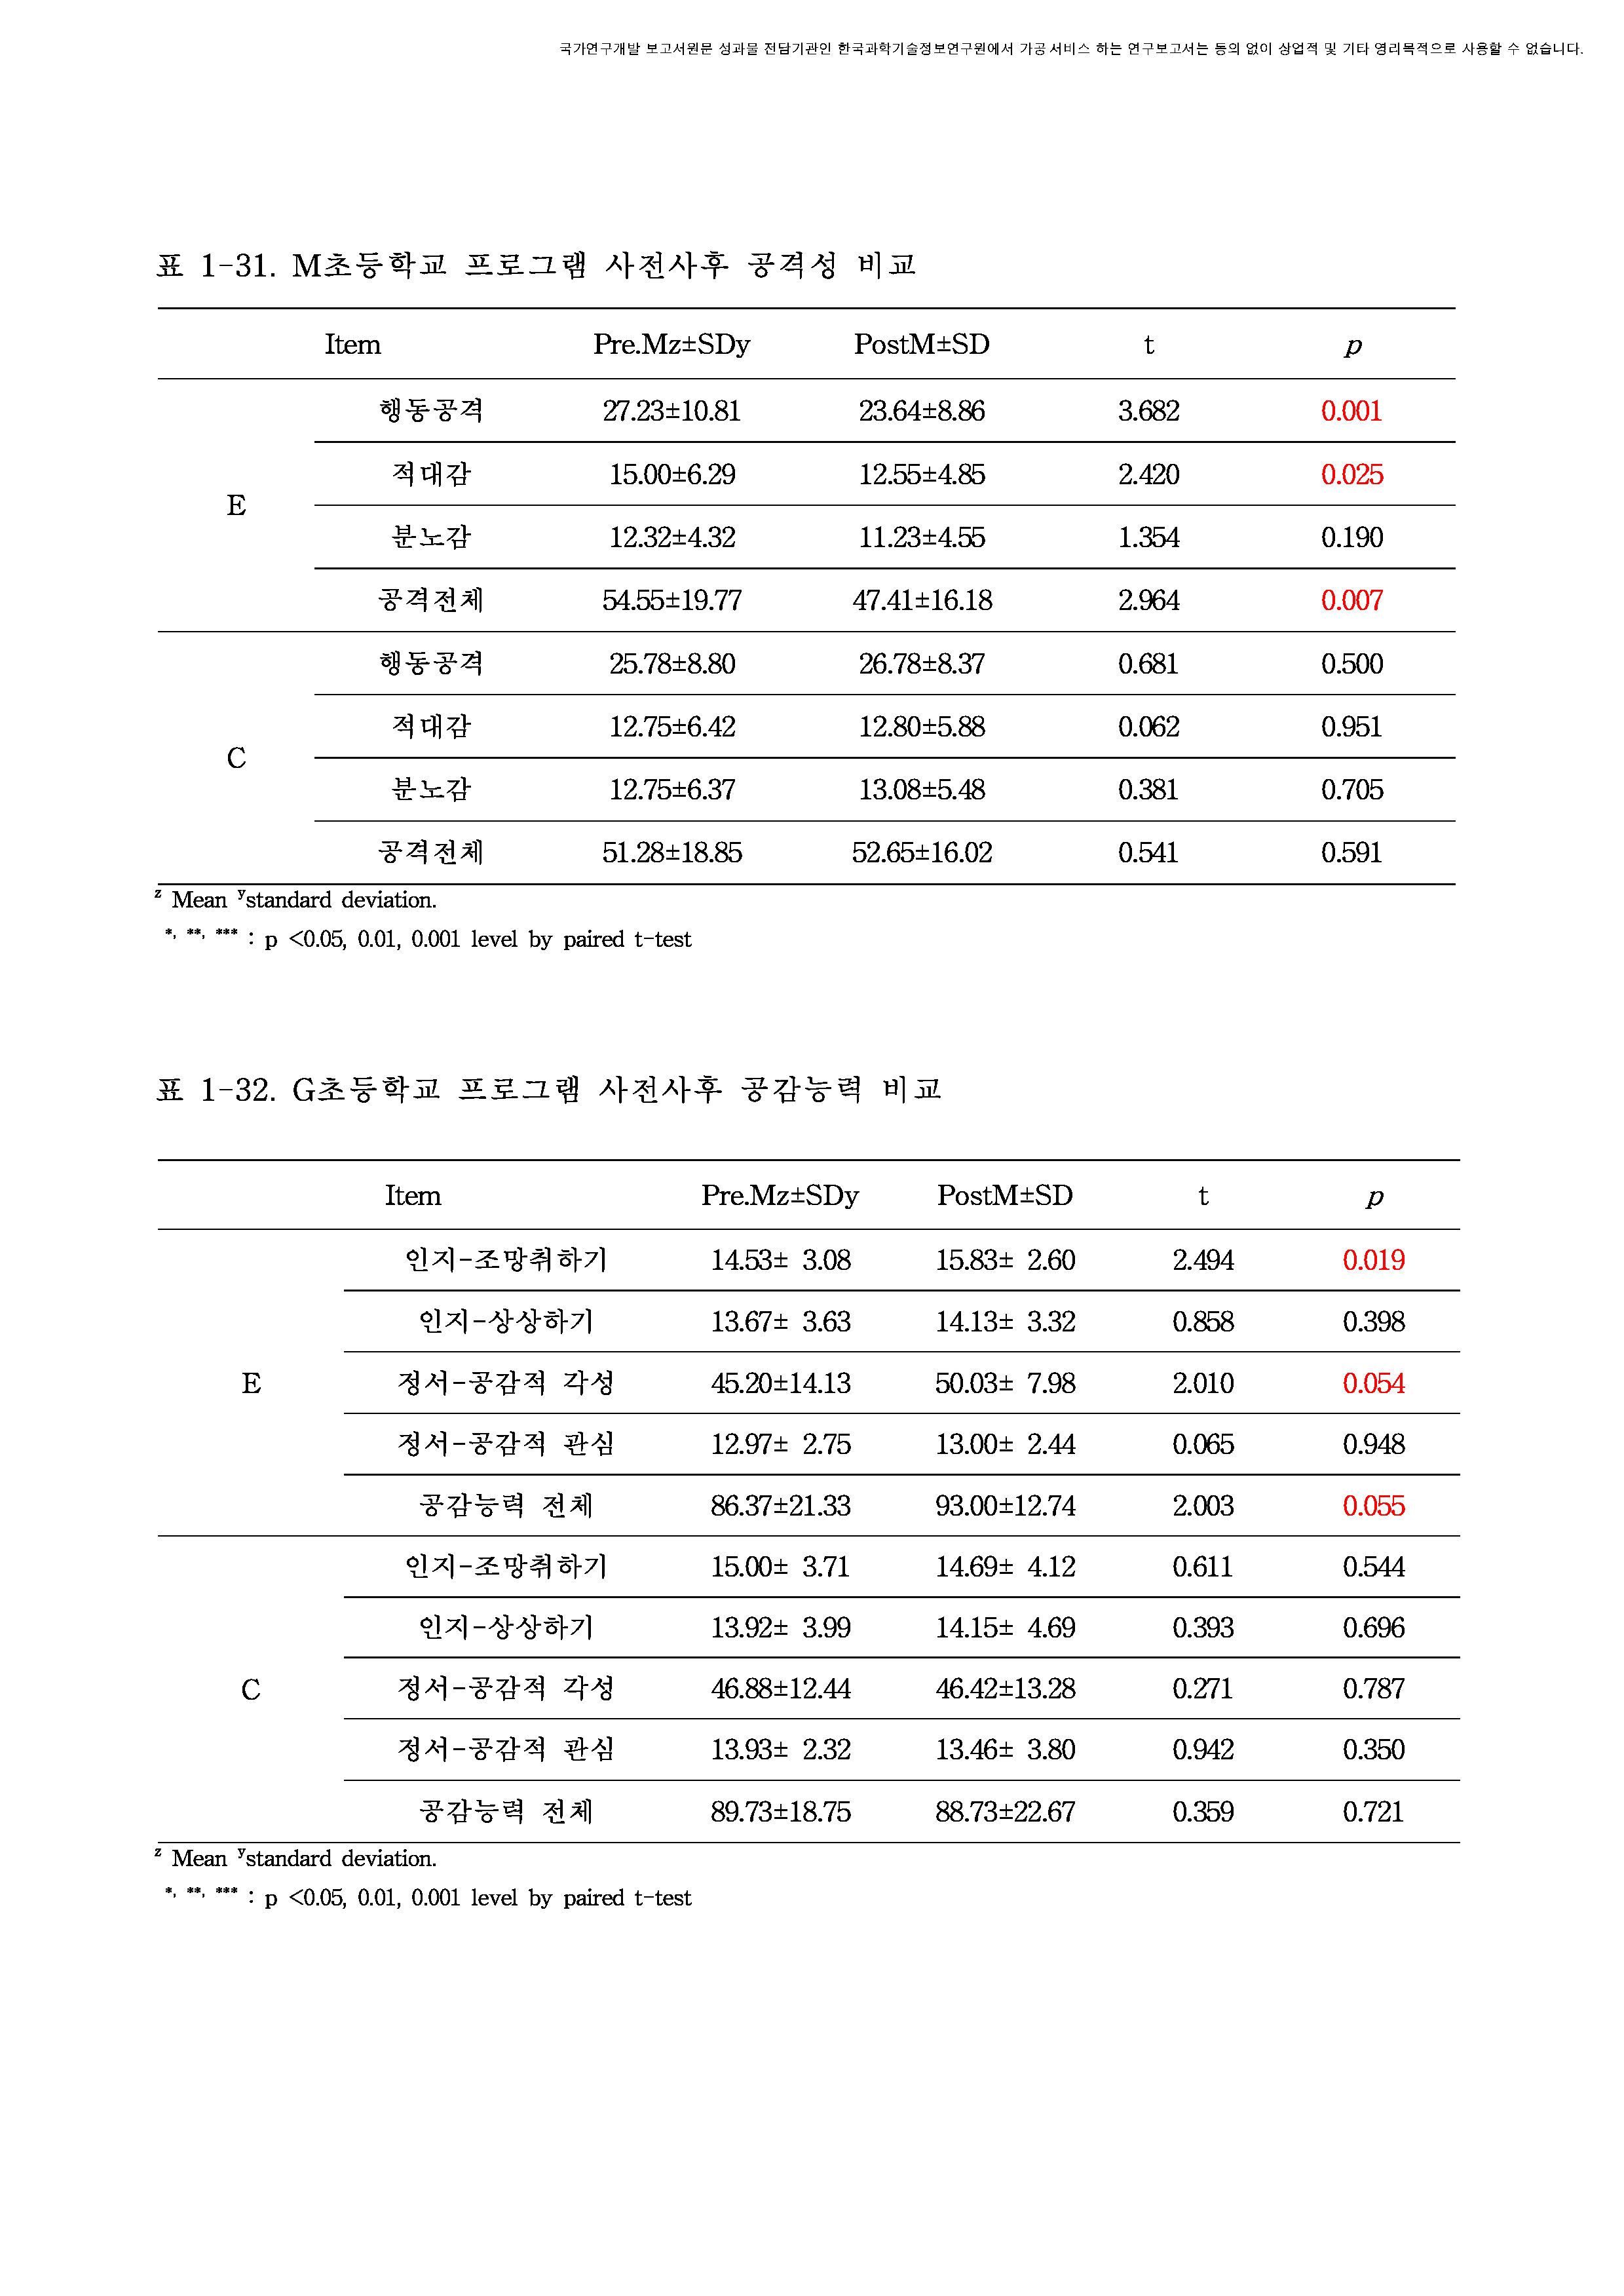 국가연구개발 보고서원문 성과물 전담기관인 한국과학기술정보연구원에서 가공·서비스 하는 연구보고서는 동의 없이 상업적 및 기타 영리목적으로 사용할 수 없습니다.
표 1-31. M초등학교 프로그램 사전사후 공격성 비교
Item Pre.Mz±SDy PostM±SD t p
행동공격 27.23±10.81 23.64±8.86 3.682 0.001
적대감 15.00±6.29 12.55±4.85 2.420 0.025
E
분노감 12.32±4.32 11.23±4.55 1.354 0.190
공격전체 54.55±19.77 47.41±16.18 2.964 0.007
행동공격 25.78±8.80 26.78±8.37 0.681 0.500
적대감 12.75±6.42 12.80±5.88 0.062 0.951
C
분노감 12.75±6.37 13.08±5.48 0.381 0.705
공격전체 51.28±18.85 52.65±16.02 0.541 0.591
z Mean ystandard deviation.
*, **, *** : p <0.05, 0.01, 0.001 level by paired t-test
표 1-32. G초등학교 프로그램 사전사후 공감능력 비교
Item Pre.Mz±SDy PostM±SD t p
인지-조망취하기 14.53± 3.08 15.83± 2.60 2.494 0.019
인지-상상하기 13.67± 3.63 14.13± 3.32 0.858 0.398
E 정서-공감적 각성 45.20±14.13 50.03± 7.98 2.010 0.054
정서-공감적 관심 12.97± 2.75 13.00± 2.44 0.065 0.948
공감능력 전체 86.37±21.33 93.00±12.74 2.003 0.055
인지-조망취하기 15.00± 3.71 14.69± 4.12 0.611 0.544
인지-상상하기 13.92± 3.99 14.15± 4.69 0.393 0.696
C 정서-공감적 각성 46.88±12.44 46.42±13.28 0.271 0.787
정서-공감적 관심 13.93± 2.32 13.46± 3.80 0.942 0.350
공감능력 전체 89.73±18.75 88.73±22.67 0.359 0.721
z Mean ystandard deviation.
*, **, *** : p <0.05, 0.01, 0.001 level by paired t-test